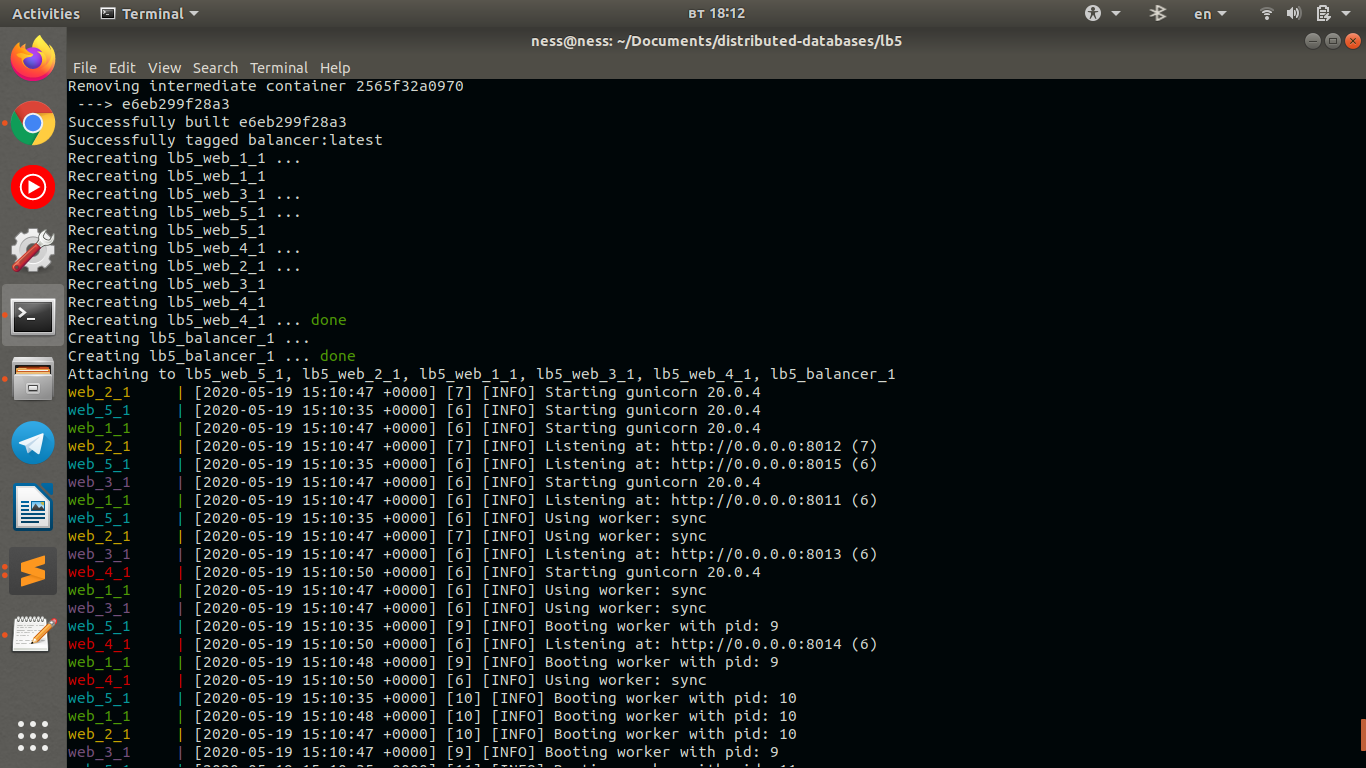 Activities Terminal вт 18:12 en
ness@ness: ~/Documents/distributed-databases/lb5
File Edit View Search Terminal Help
Removing intermediate container 2565f32a0970
 ---> e6eb299f28a3
Successfully built e6eb299f28a3
Successfully tagged balancer:latest
Recreating lb5_web_1_1 ...
Recreating lb5_web_1_1
Recreating lb5_web_3_1 ...
Recreating lb5_web_5_1 ...
Recreating lb5_web_5_1
Recreating lb5_web_4_1 ...
Recreating lb5_web_2_1 ...
Recreating lb5_web_3_1
Recreating lb5_web_4_1
Recreating lb5_web_4_1 ... done
Creating lb5_balancer_1 ...
Creating lb5_balancer_1 ... done
Attaching to lb5_web_5_1, lb5_web_2_1, lb5_web_1_1, lb5_web_3_1, lb5_web_4_1, lb5_balancer_1
web_2_1     | [2020-05-19 15:10:47 +0000] [7] [INFO] Starting gunicorn 20.0.4
web_5_1     | [2020-05-19 15:10:35 +0000] [6] [INFO] Starting gunicorn 20.0.4
web_1_1     | [2020-05-19 15:10:47 +0000] [6] [INFO] Starting gunicorn 20.0.4
web_2_1     | [2020-05-19 15:10:47 +0000] [7] [INFO] Listening at: http://0.0.0.0:8012 (7)
web_5_1     | [2020-05-19 15:10:35 +0000] [6] [INFO] Listening at: http://0.0.0.0:8015 (6)
web_3_1     | [2020-05-19 15:10:47 +0000] [6] [INFO] Starting gunicorn 20.0.4
web_1_1     | [2020-05-19 15:10:47 +0000] [6] [INFO] Listening at: http://0.0.0.0:8011 (6)
web_5_1     | [2020-05-19 15:10:35 +0000] [6] [INFO] Using worker: sync
web_2_1     | [2020-05-19 15:10:47 +0000] [7] [INFO] Using worker: sync
web_3_1     | [2020-05-19 15:10:47 +0000] [6] [INFO] Listening at: http://0.0.0.0:8013 (6)
web_4_1     | [2020-05-19 15:10:50 +0000] [6] [INFO] Starting gunicorn 20.0.4
web_1_1     | [2020-05-19 15:10:47 +0000] [6] [INFO] Using worker: sync
web_3_1     | [2020-05-19 15:10:47 +0000] [6] [INFO] Using worker: sync
web_5_1     | [2020-05-19 15:10:35 +0000] [9] [INFO] Booting worker with pid: 9
web_4_1     | [2020-05-19 15:10:50 +0000] [6] [INFO] Listening at: http://0.0.0.0:8014 (6)
web_1_1     | [2020-05-19 15:10:48 +0000] [9] [INFO] Booting worker with pid: 9
web_4_1     | [2020-05-19 15:10:50 +0000] [6] [INFO] Using worker: sync
web_5_1     | [2020-05-19 15:10:35 +0000] [10] [INFO] Booting worker with pid: 10
web_1_1     | [2020-05-19 15:10:48 +0000] [10] [INFO] Booting worker with pid: 10
web_2_1     | [2020-05-19 15:10:47 +0000] [10] [INFO] Booting worker with pid: 10
web_3_1     | [2020-05-19 15:10:47 +0000] [9] [INFO] Booting worker with pid: 9